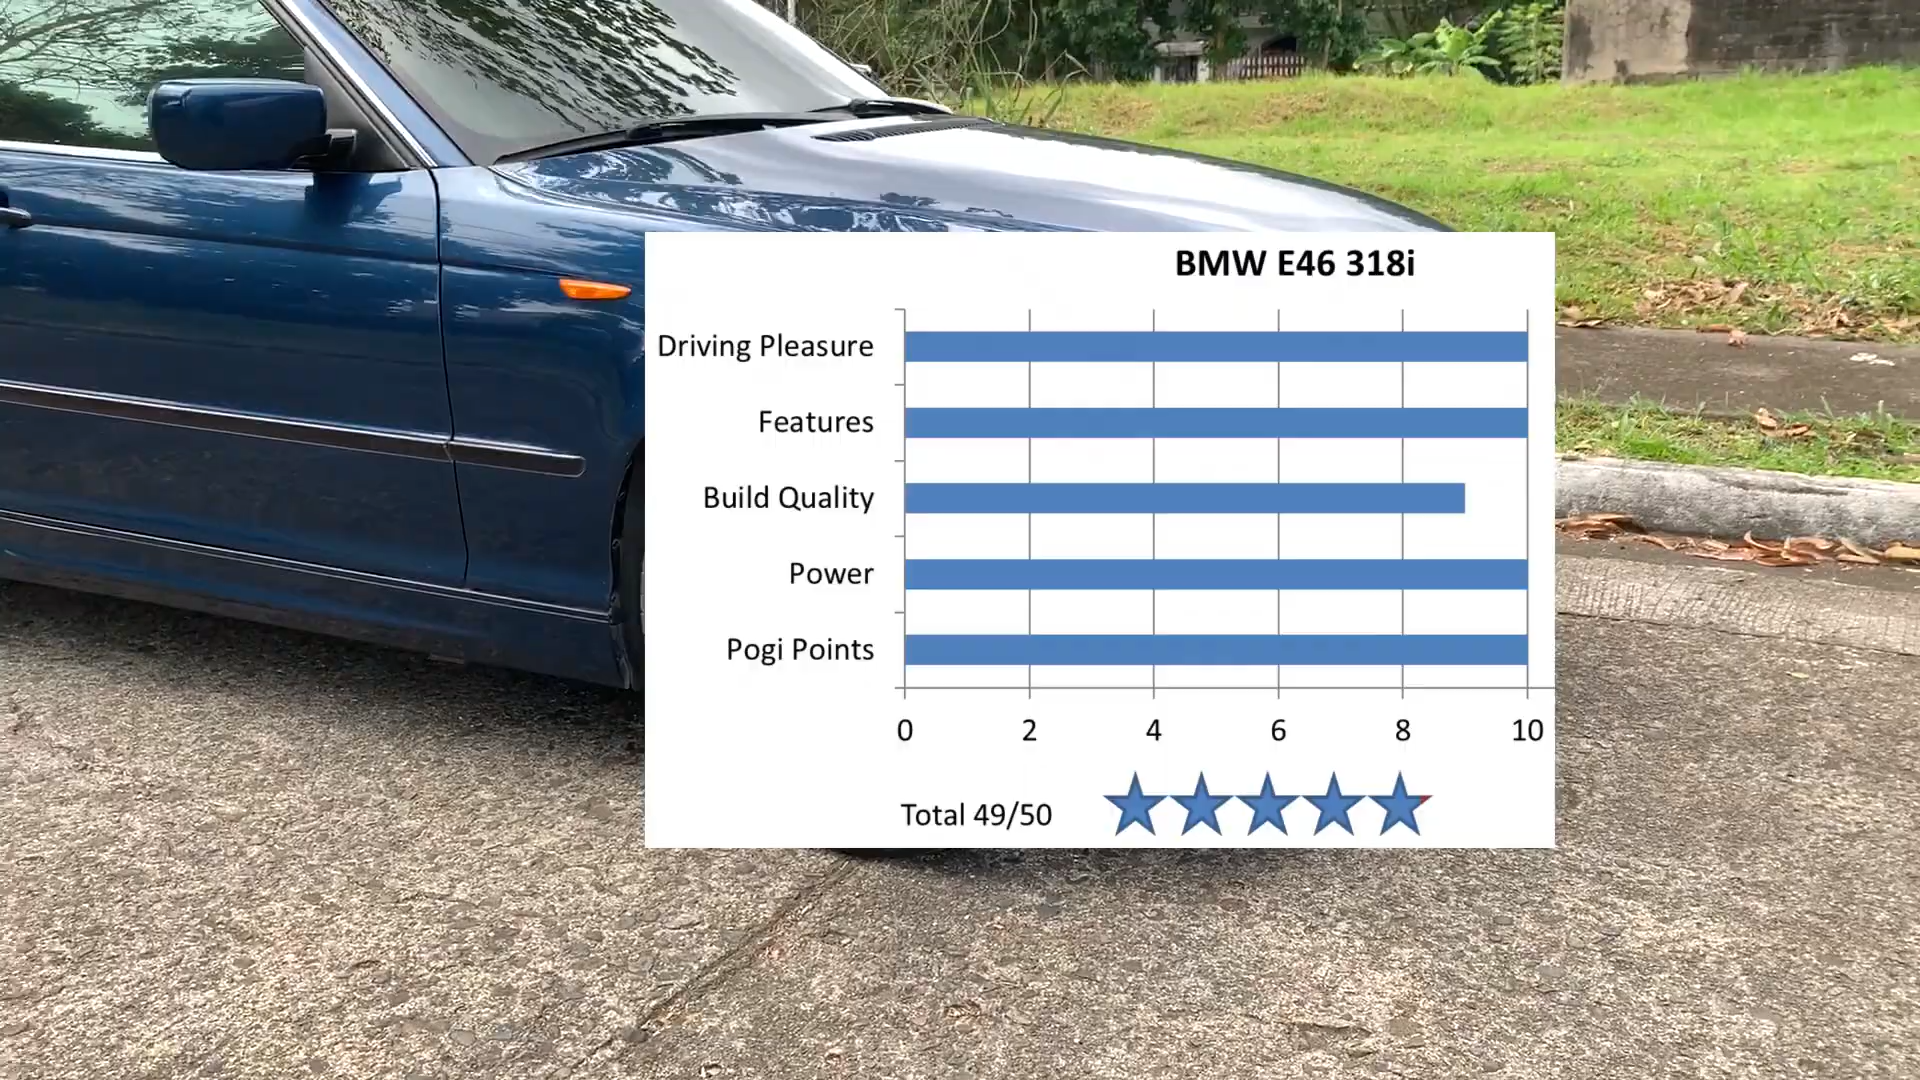 BMW E46 318i
Driving Pleasure
Features
Build Quality
Power
Pogi Points
0 2 4 6 8 10
Total 49/50